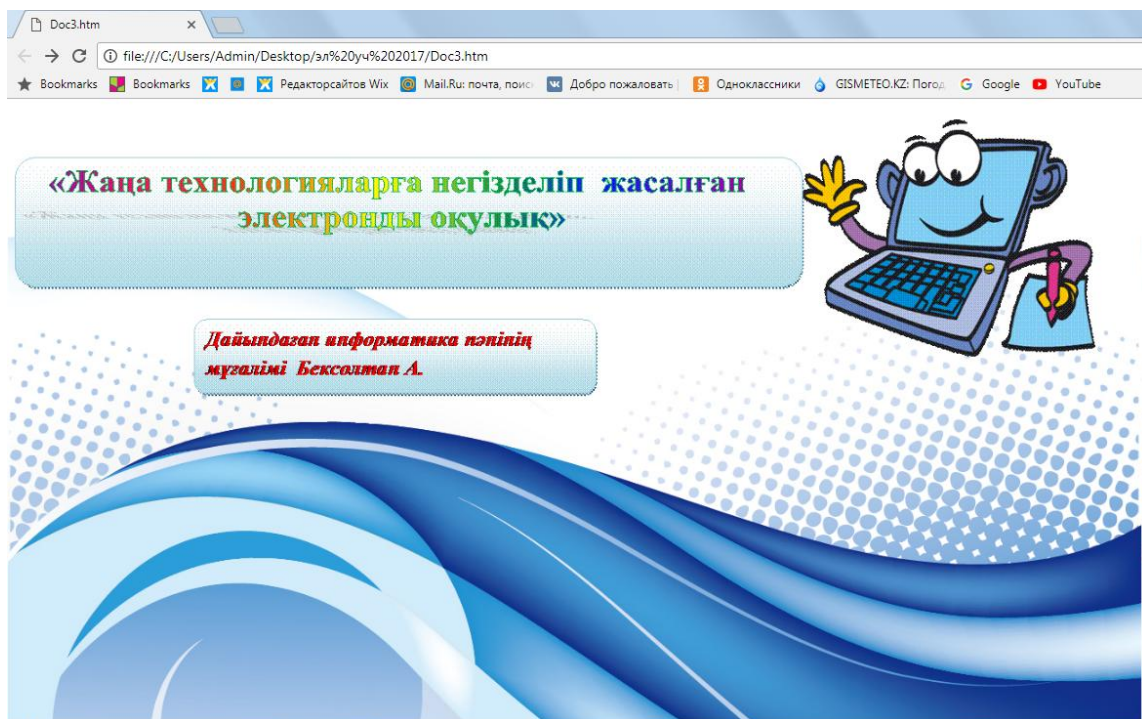 Doc3.htm
file:///C:/Users/Admin/Desktop/эл%20уч%202017/Doc3.htm
Bookmarks Bookmarks Редакторсайтов Wix Mail.Ru: почта, поис Добро пожаловать | Одноклассники GISMETEO.KZ: Погод Google YouTube
«Жаңа технологияларға негізделіп жасалған
электронды оқулық»
Дайындаған информатика пәнінің
мұғалімі Бексолтан А.